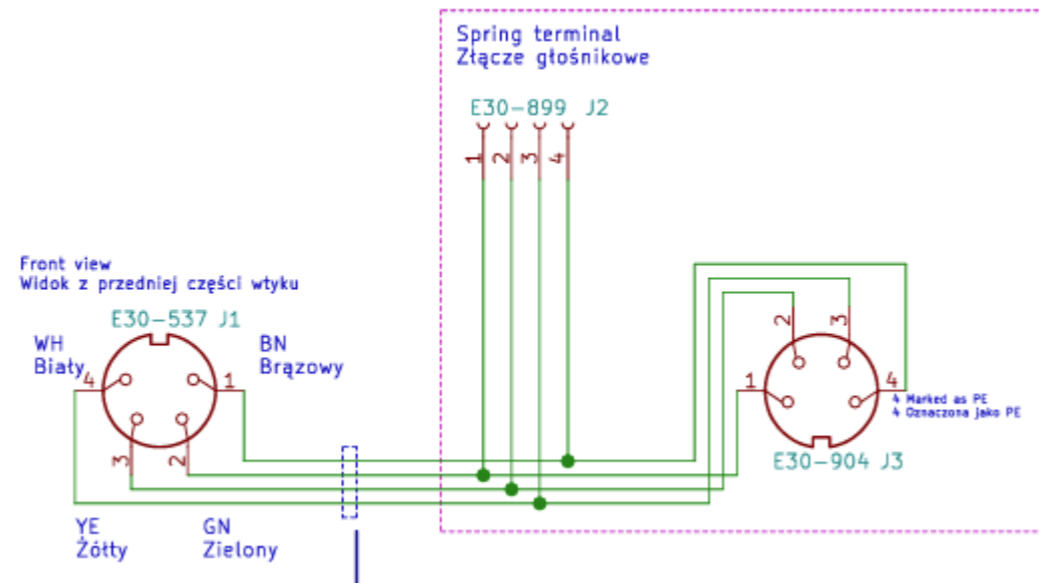 Spring terminal
Złącze głośnikowe
E30-899 J2
1 2 3 4
Front view
Widok z przedniej części wtyku
E30-537 J1
WH
Biały
BN
Brązowy
4 1
3 2
YE
Żółty
GN
Zielony
2 3
1 4
4 Marked as PE
4 Oznaczona jako PE
E30-904 J3